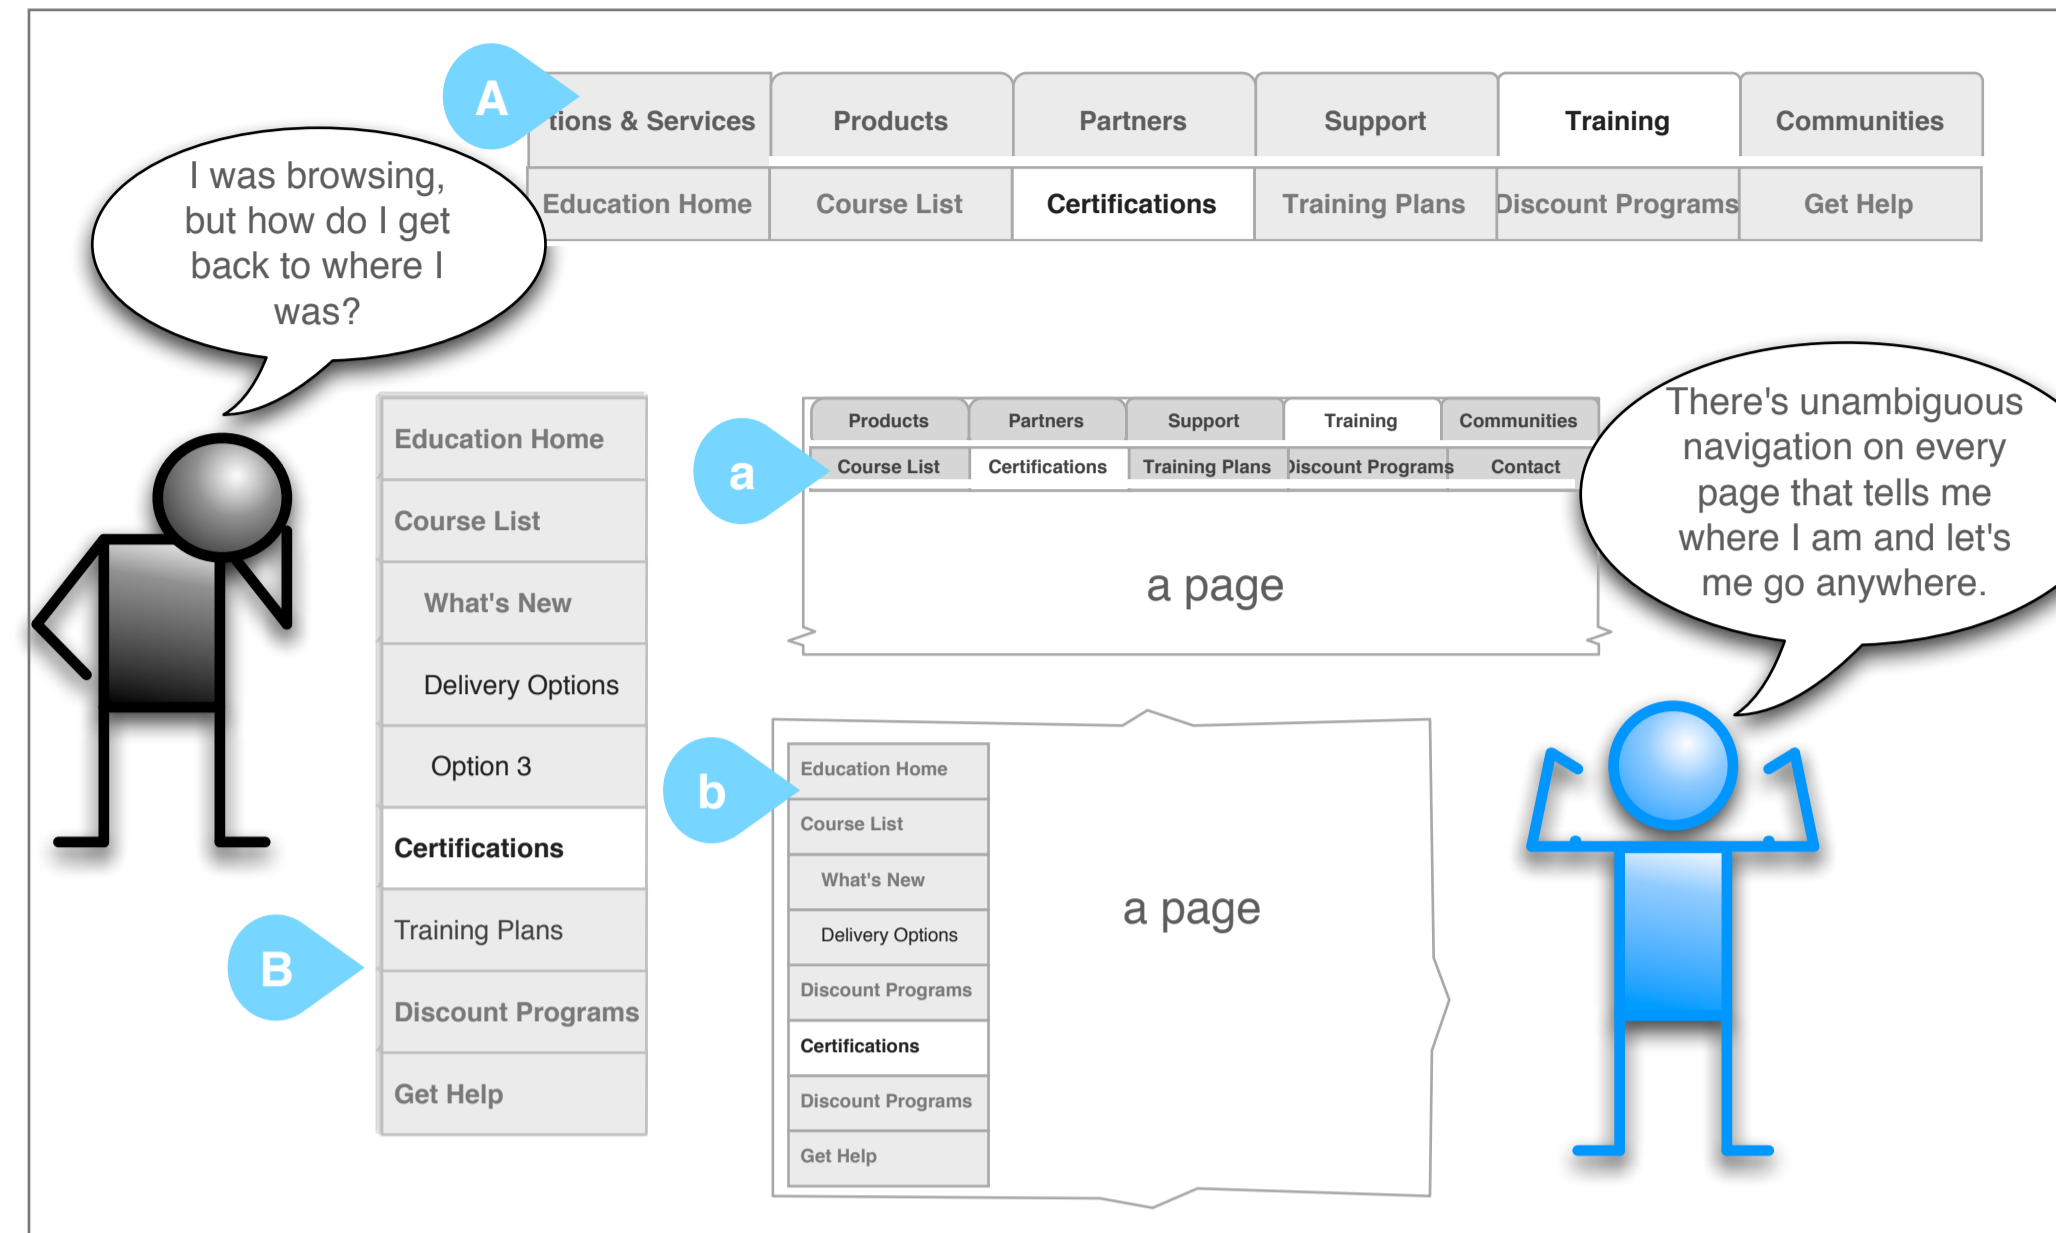 A
tions & Services Products Partners Support Training Communities
Education Home Course List Certifications Training Plans Discount Programs Get Help
I was browsing,
but how do I get
back to where I
was?
Education Home
Course List
What's New
Delivery Options
Option 3
Certifications
Training Plans
Discount Programs
Get Help
B
a
Products Partners Support Training Communities
Course List Certifications Training Plans Discount Programs Contact
a page
There's unambiguous
navigation on every
page that tells me
where I am and let's
me go anywhere.
b
Education Home
Course List
What's New
Delivery Options
Discount Programs
Certifications
Discount Programs
Get Help
a page